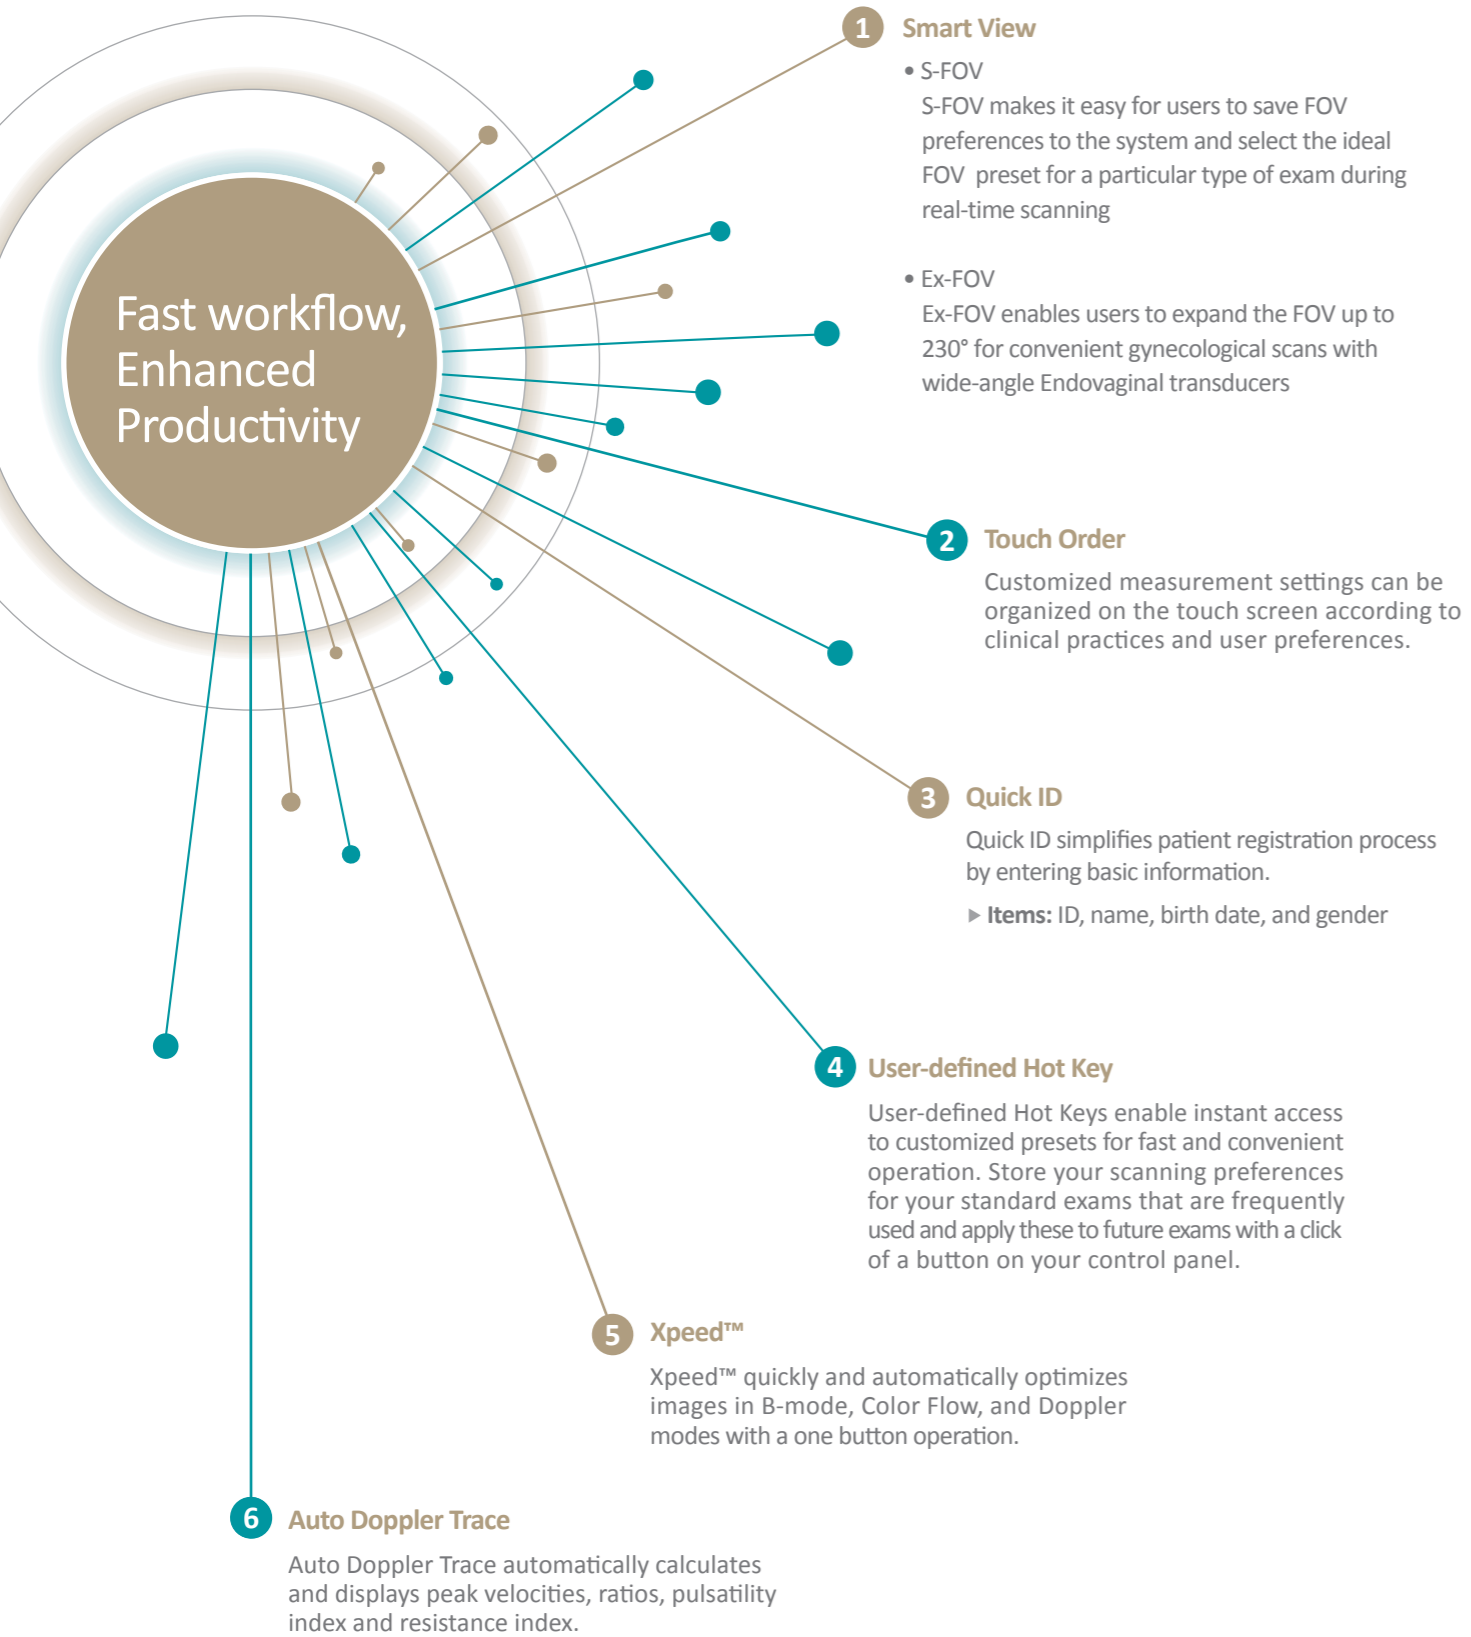 Fast workflow,
Enhanced
Productivity
1 Smart View
• S-FOV
S-FOV makes it easy for users to save FOV
preferences to the system and select the ideal
FOV preset for a particular type of exam during
real-time scanning
• Ex-FOV
Ex-FOV enables users to expand the FOV up to
230° for convenient gynecological scans with
wide-angle Endovaginal transducers
2 Touch Order
Customized measurement settings can be
organized on the touch screen according to
clinical practices and user preferences.
3 Quick ID
Quick ID simplifies patient registration process
by entering basic information.
▶ Items: ID, name, birth date, and gender
4 User-defined Hot Key
User-defined Hot Keys enable instant access
to customized presets for fast and convenient
operation. Store your scanning preferences
for your standard exams that are frequently
used and apply these to future exams with a click
of a button on your control panel.
5 Xpeed™
Xpeed™ quickly and automatically optimizes
images in B-mode, Color Flow, and Doppler
modes with a one button operation.
6 Auto Doppler Trace
Auto Doppler Trace automatically calculates
and displays peak velocities, ratios, pulsatility
index and resistance index.